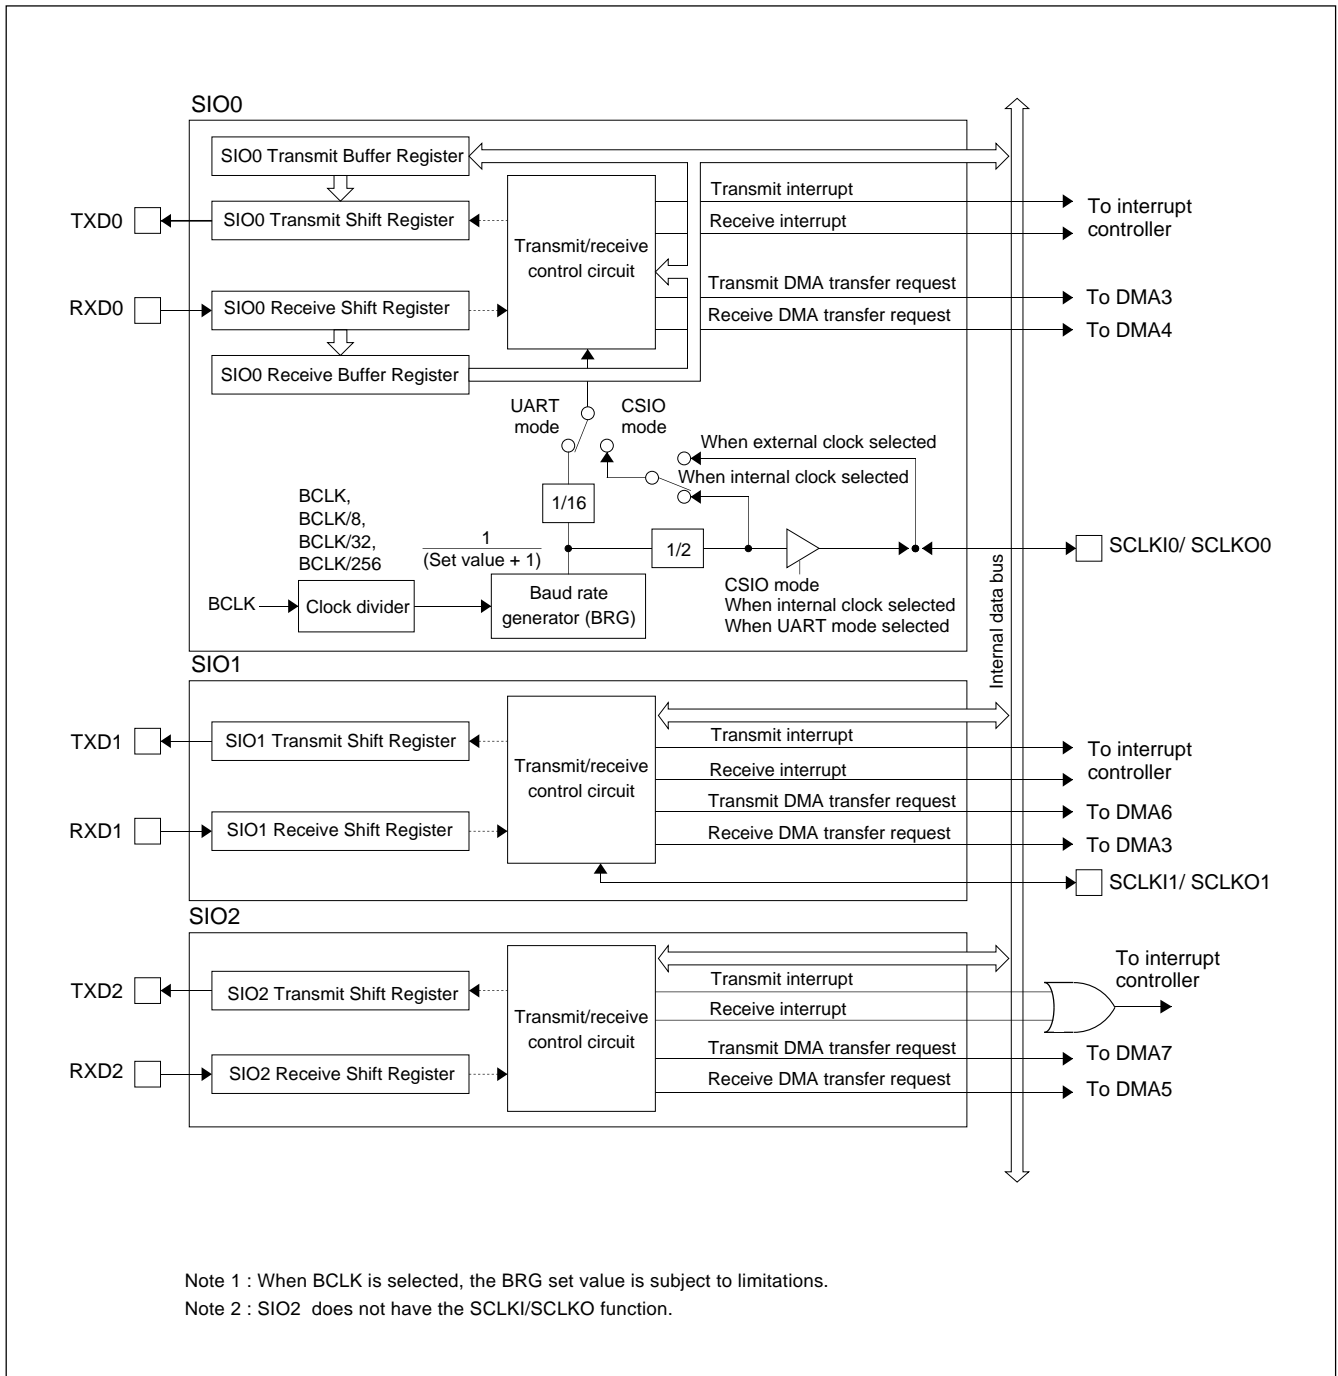 SIO0
SIO0 Transmit Buffer Register
TXD0
SIO0 Transmit Shift Register
Transmit/receive
control circuit
Transmit interrupt
Receive interrupt
To interrupt
controller
RXD0
SIO0 Receive Shift Register
Transmit DMA transfer request
To DMA3
Receive DMA transfer request
To DMA4
SIO0 Receive Buffer Register
UART
mode
CSIO
mode
When external clock selected
When internal clock selected
BCLK,
BCLK/8,
BCLK/32,
BCLK/256
1/16
1
(Set value + 1)
1/2
SCLKI0/ SCLKO0
BCLK
Clock divider
Baud rate
generator (BRG)
CSIO mode
When internal clock selected
When UART mode selected
Internal data bus
SIO1
TXD1
SIO1 Transmit Shift Register
Transmit/receive
control circuit
Transmit interrupt
Receive interrupt
To interrupt
controller
RXD1
SIO1 Receive Shift Register
Transmit DMA transfer request
To DMA6
Receive DMA transfer request
To DMA3
SCLKI1/ SCLKO1
SIO2
TXD2
SIO2 Transmit Shift Register
Transmit/receive
control circuit
Transmit interrupt
Receive interrupt
To interrupt
controller
RXD2
SIO2 Receive Shift Register
Transmit DMA transfer request
To DMA7
Receive DMA transfer request
To DMA5
Note 1 : When BCLK is selected, the BRG set value is subject to limitations.
Note 2 : SIO2 does not have the SCLKI/SCLKO function.